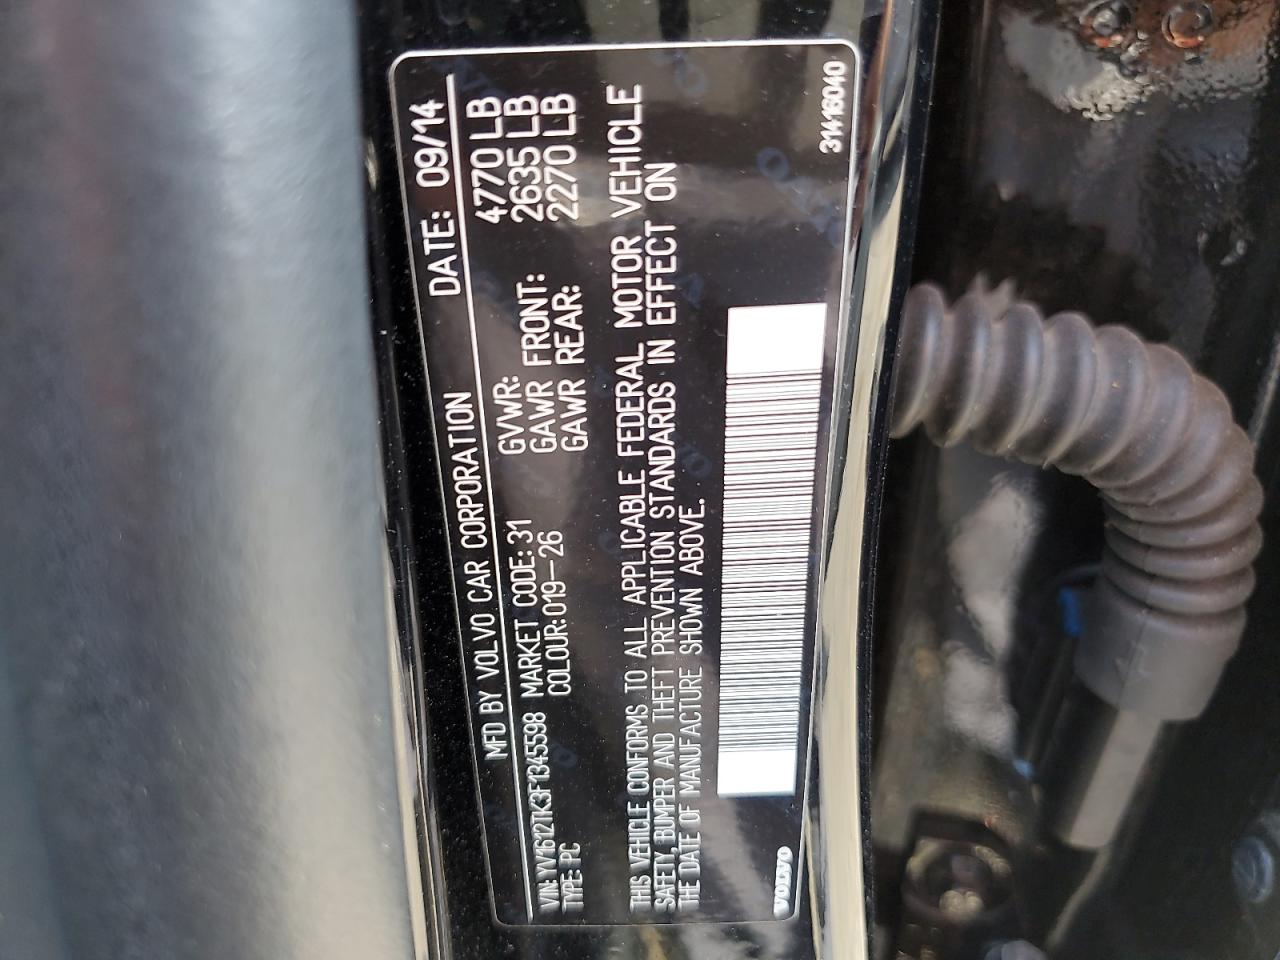 MFD BY VOLVO CAR CORPORATION DATE: 09/14
VIN: YV1612TK3F1345598 MARKET CODE: 31 GVWR: 4770 LB
TYPE: PC COLOUR: 019-26 GAWR FRONT: 2635 LB
GAWR REAR: 2270 LB
THIS VEHICLE CONFORMS TO ALL APPLICABLE FEDERAL MOTOR VEHICLE
SAFETY, BUMPER AND THEFT PREVENTION STANDARDS IN EFFECT ON
THE DATE OF MANUFACTURE SHOWN ABOVE.
VOLVO 31416040